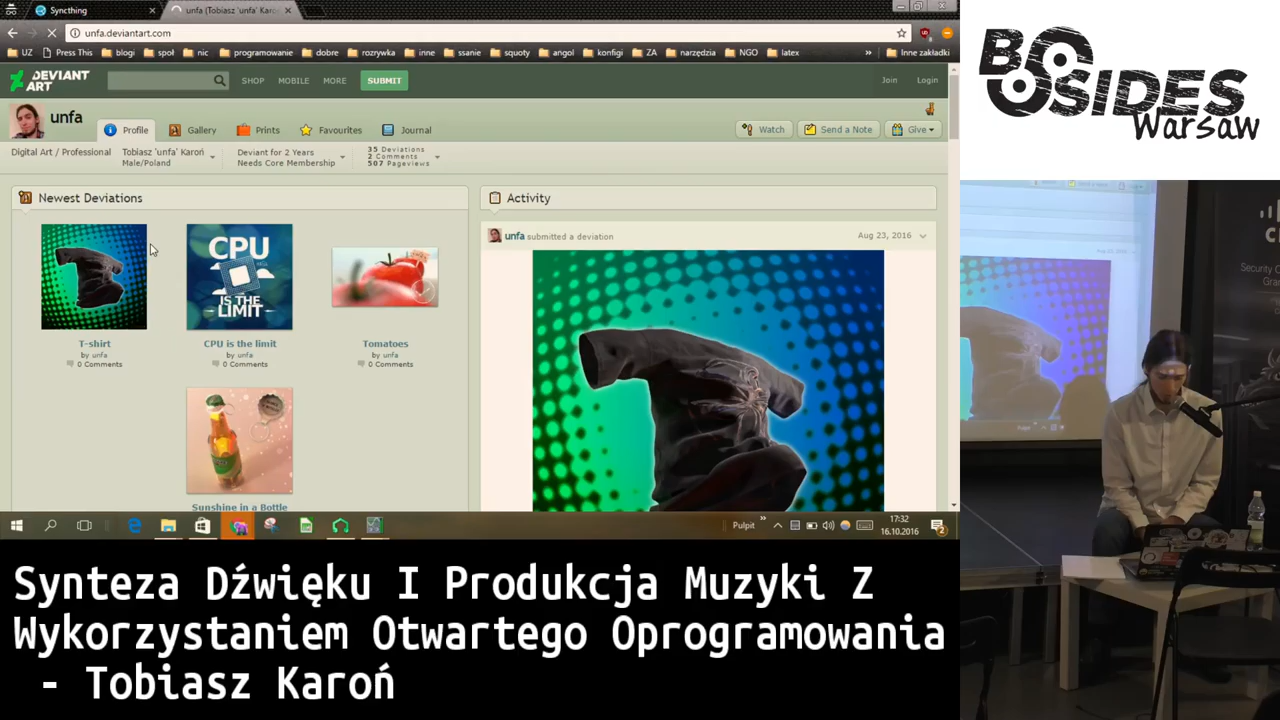 Syncthing
unfa (Tobiasz 'unfa' Karo
unfa.deviantart.com
UZ
Press This
blogi
społ
nic
programowanie
dobre
rozrywka
inne
ssanie
squoty
angol
konfigi
ZA
narzędzia
NGO
latex
»
Inne zakładki
DEVIANT ART
SHOP
MOBILE
MORE
SUBMIT
Join
Login
unfa
Profile
Gallery
Prints
Favourites
Journal
Watch
Send a Note
Give
Digital Art / Professional
Tobiasz 'unfa' Karoń
Male/Poland
Deviant for 2 Years
Needs Core Membership
35 Deviations
2 Comments
507 Pageviews
Newest Deviations
CPU
IS THE
LIMIT
T-shirt
by unfa
0 Comments
CPU is the limit
by unfa
0 Comments
Tomatoes
by unfa
0 Comments
Sunshine in a Bottle
Activity
unfa submitted a deviation
Aug 23, 2016
Pulpit
»
17:32
16.10.2016
2
BSIDES
Warsaw
Synteza Dźwięku I Produkcja Muzyki Z
Wykorzystaniem Otwartego Oprogramowania
- Tobiasz Karoń